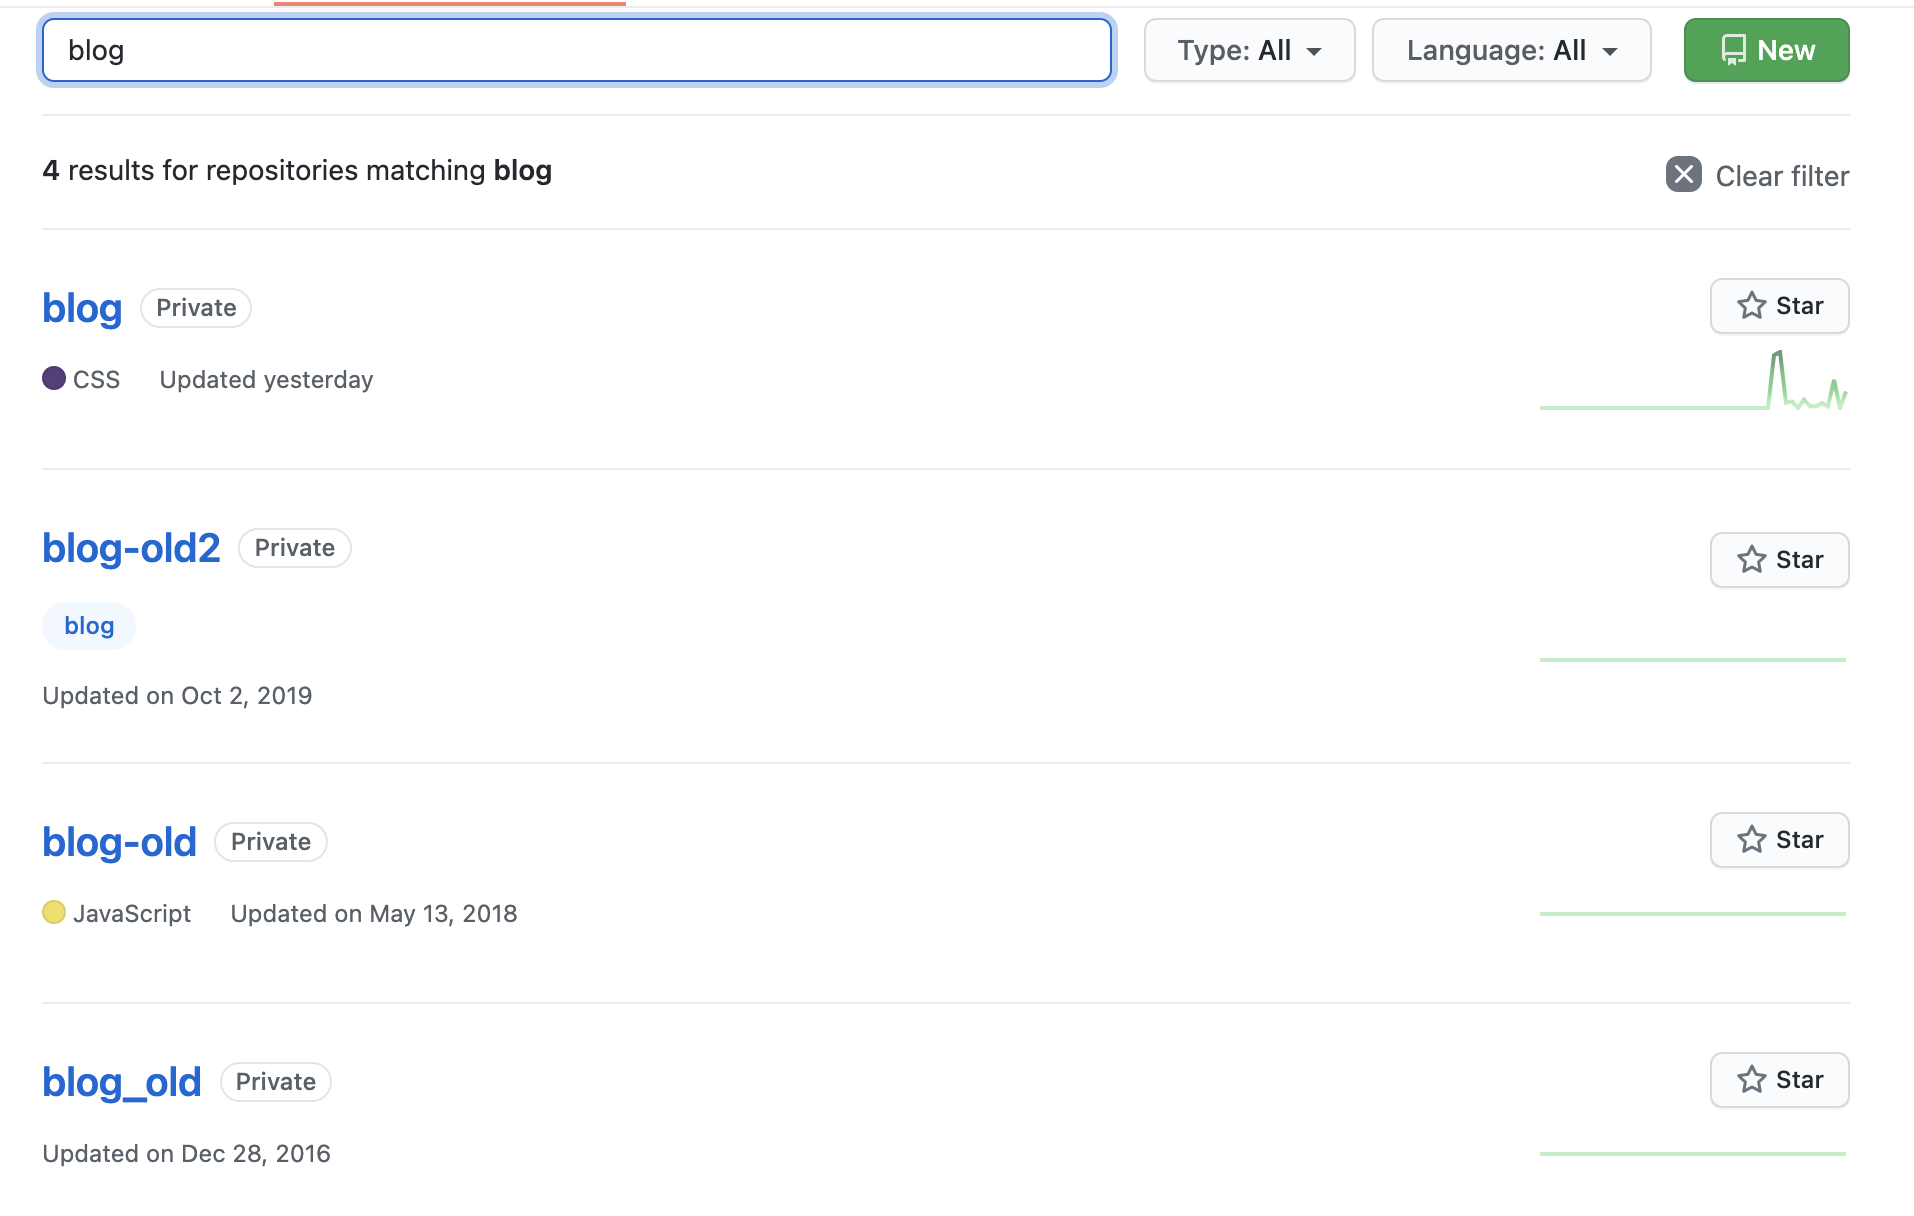 blog
Type: All
Language: All
New
4 results for repositories matching blog
Clear filter
blog Private
Star
CSS Updated yesterday
blog-old2 Private
Star
blog
Updated on Oct 2, 2019
blog-old Private
Star
JavaScript Updated on May 13, 2018
blog_old Private
Star
Updated on Dec 28, 2016